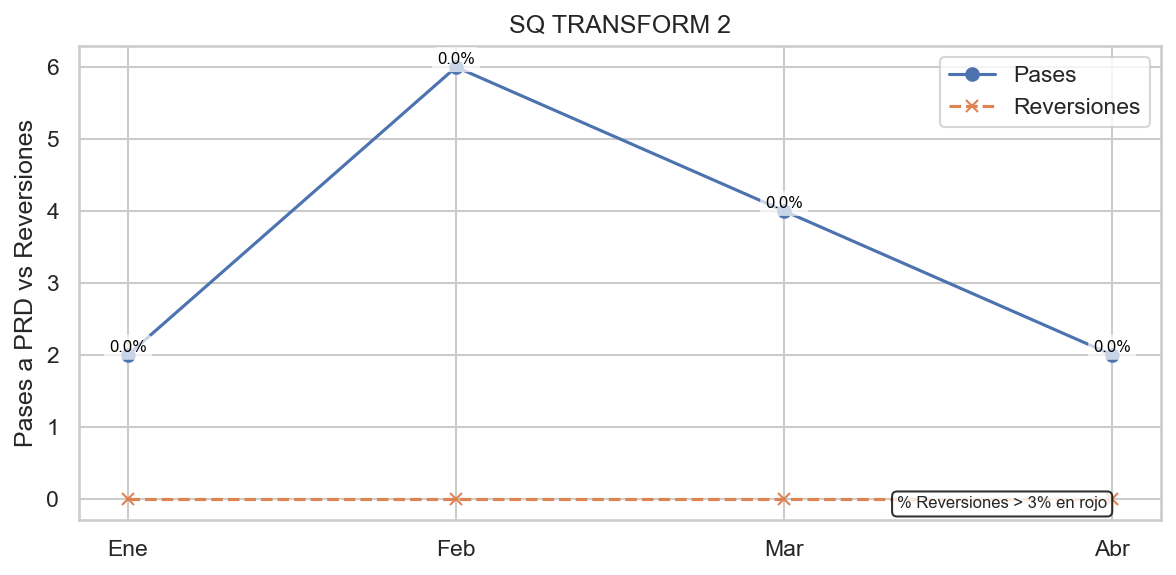 SQ TRANSFORM 2
Pases a PRD vs Reversiones
6
5
4
3
2
1
0
0.0%
0.0%
0.0%
0.0%
Pases
Reversiones
% Reversiones > 3% en rojo
Ene
Feb
Mar
Abr